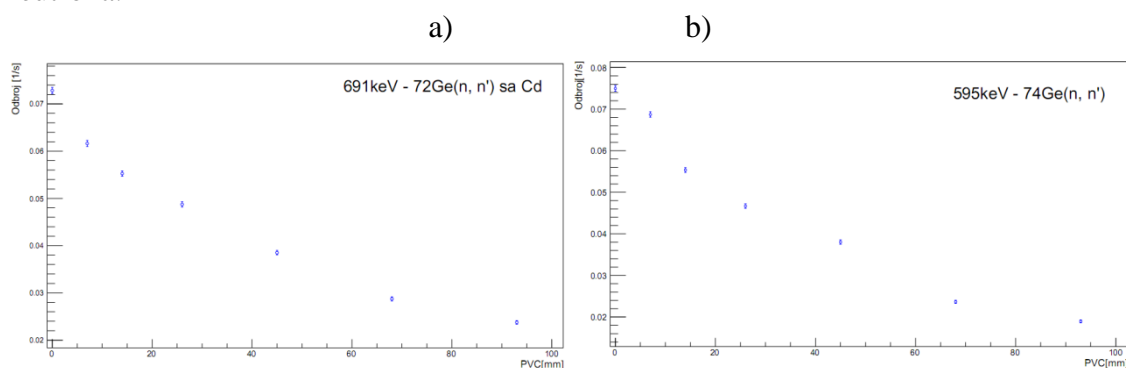 a)
b)
Odbroj [1/s]
691keV - 72Ge(n, n') sa Cd
0.07
0.06
0.05
0.04
0.03
0.02
0 20 40 60 80 100
PVC[mm]
Odbroj[1/s]
595keV - 74Ge(n, n')
0.08
0.07
0.06
0.05
0.04
0.03
0.02
0 20 40 60 80 100
PVC[mm]